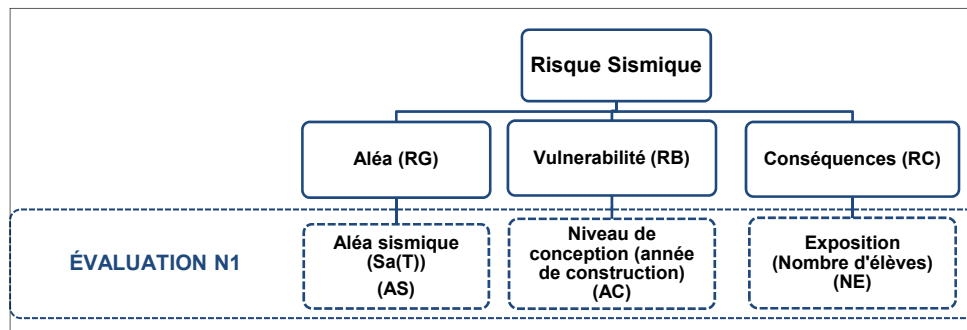 Risque Sismique
Aléa (RG)
Vulnerabilité (RB)
Conséquences (RC)
ÉVALUATION N1
Aléa sismique
(Sa(T))
(AS)
Niveau de
conception (année
de construction)
(AC)
Exposition
(Nombre d'élèves)
(NE)